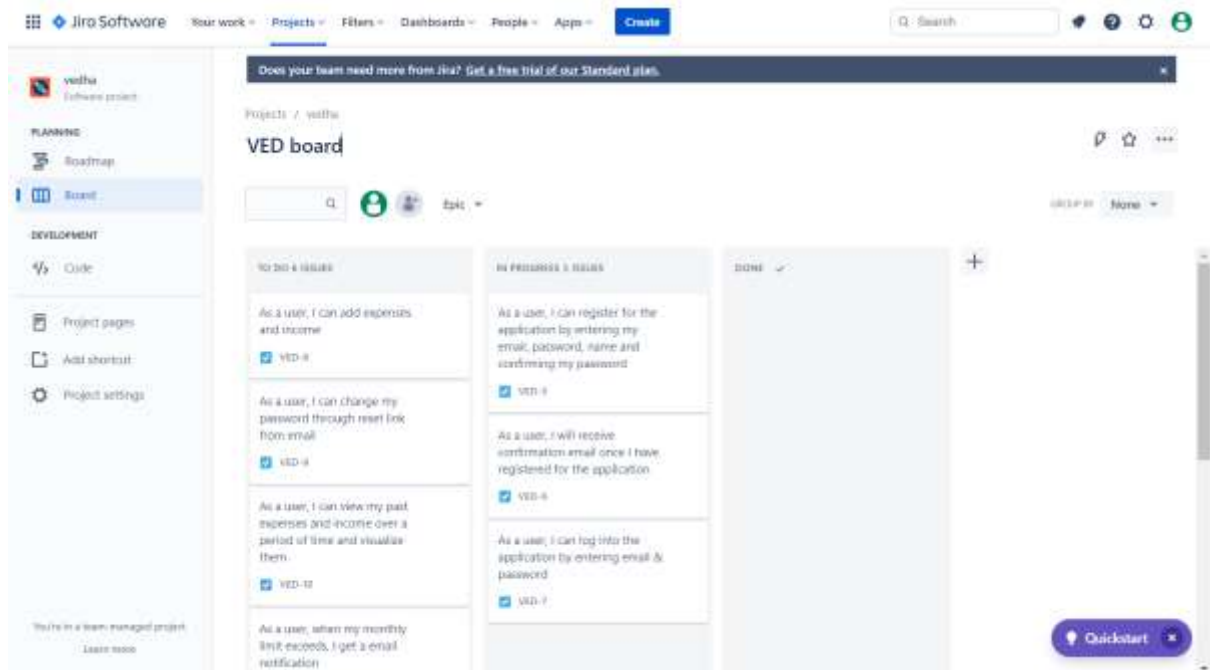 Jira Software
Your work
Projects
Filters
Dashboards
People
Apps
Create
Search
Does your team need more from Jira? Get a free trial of our Standard plan.
vedha
Software project
PLANNING
Roadmap
Board
DEVELOPMENT
Code
Project pages
Add shortcut
Project settings
You're in a team-managed project
Learn more
Projects / vedha
VED board
Epic
GROUP BY
None
TO DO 6 ISSUES
As a user, I can add expenses
and income
As a user, I can change my
password through reset link
from email
As a user, I can view my past
expenses and income over a
period of time and visualize
them
VED-10
As a user, when my monthly
limit exceeds, I get a email
notification
IN PROGRESS 3 ISSUES
As a user, I can register for the
application by entering my
email, password, name and
confirming my password
As a user, I will receive
confirmation email once I have
registered for the application
VED-6
As a user, I can log into the
application by entering email &
password
VED-7
DONE
Quickstart